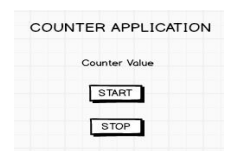 COUNTER APPLICATION
Counter Value
START
STOP